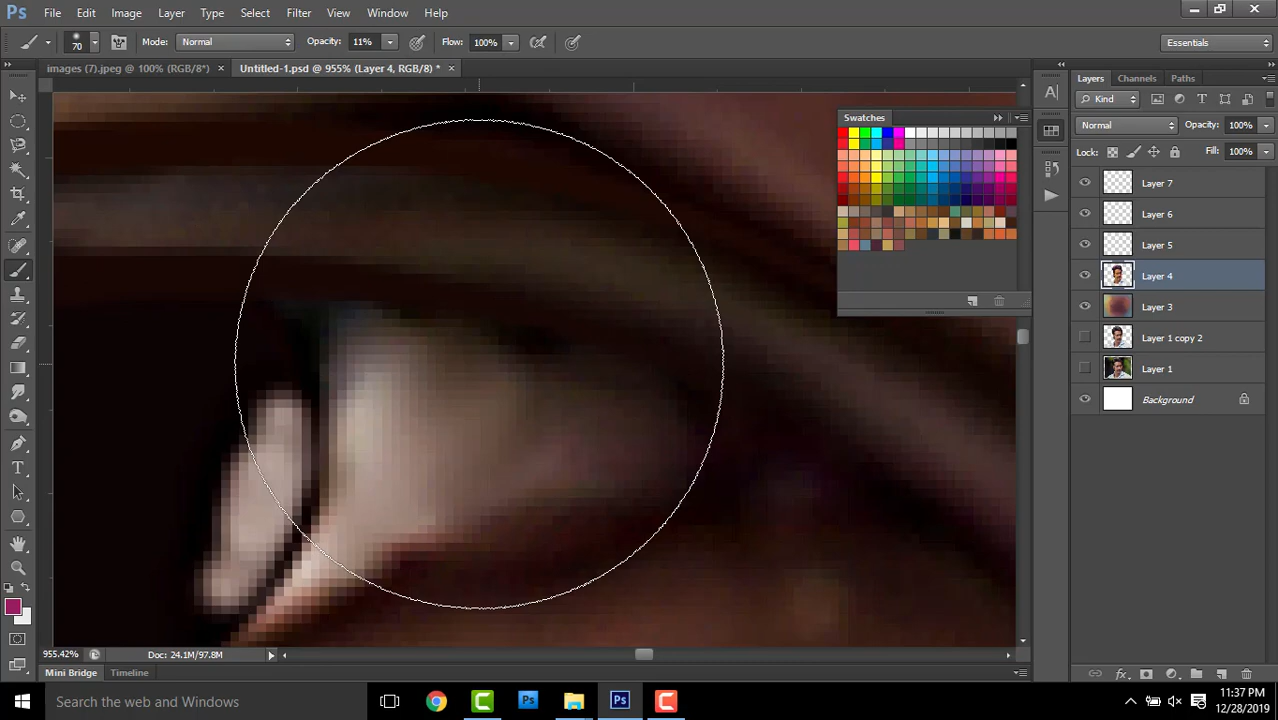 Ps File Edit Image Layer Type Select Filter View Window Help
70 Mode: Normal Opacity: 11% Flow: 100% Essentials
images (7).jpeg @ 100% (RGB/8*) × Untitled-1.psd @ 955% (Layer 4, RGB/8) * ×
Layers Channels Paths
Kind
Swatches
Normal Opacity: 100%
Lock: Fill: 100%
Layer 7
Layer 6
Layer 5
Layer 4
Layer 3
Layer 1 copy 2
Layer 1
Background
955.42% Doc: 24.1M/97.8M
Mini Bridge Timeline
Search the web and Windows
11:37 PM
12/28/2019